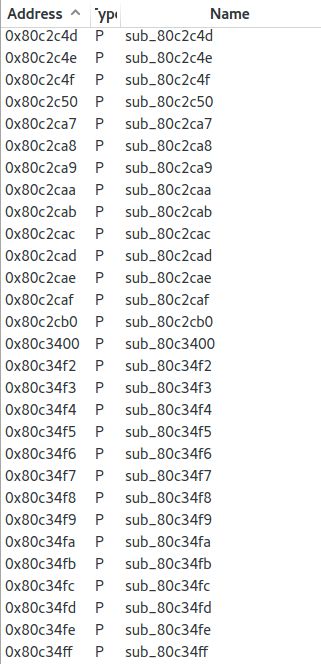 Address Type Name
0x80c2c4d P sub_80c2c4d
0x80c2c4e P sub_80c2c4e
0x80c2c4f P sub_80c2c4f
0x80c2c50 P sub_80c2c50
0x80c2ca7 P sub_80c2ca7
0x80c2ca8 P sub_80c2ca8
0x80c2ca9 P sub_80c2ca9
0x80c2caa P sub_80c2caa
0x80c2cab P sub_80c2cab
0x80c2cac P sub_80c2cac
0x80c2cad P sub_80c2cad
0x80c2cae P sub_80c2cae
0x80c2caf P sub_80c2caf
0x80c2cb0 P sub_80c2cb0
0x80c3400 P sub_80c3400
0x80c34f2 P sub_80c34f2
0x80c34f3 P sub_80c34f3
0x80c34f4 P sub_80c34f4
0x80c34f5 P sub_80c34f5
0x80c34f6 P sub_80c34f6
0x80c34f7 P sub_80c34f7
0x80c34f8 P sub_80c34f8
0x80c34f9 P sub_80c34f9
0x80c34fa P sub_80c34fa
0x80c34fb P sub_80c34fb
0x80c34fc P sub_80c34fc
0x80c34fd P sub_80c34fd
0x80c34fe P sub_80c34fe
0x80c34ff P sub_80c34ff